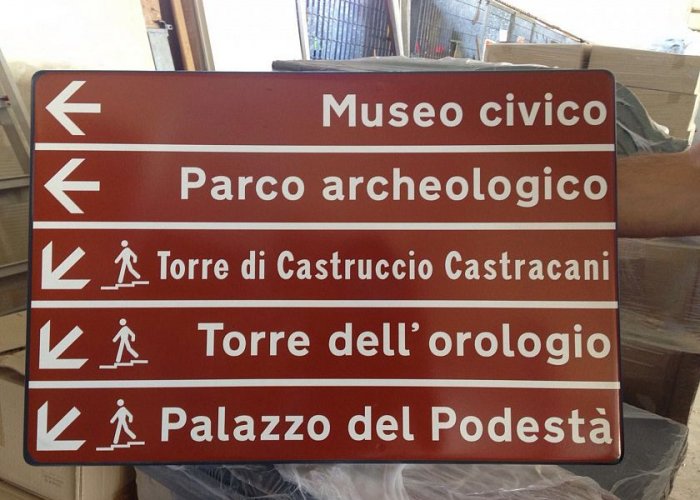 Museo civico
Parco archeologico
Torre di Castruccio Castracani
Torre dell'orologio
Palazzo del Podestà